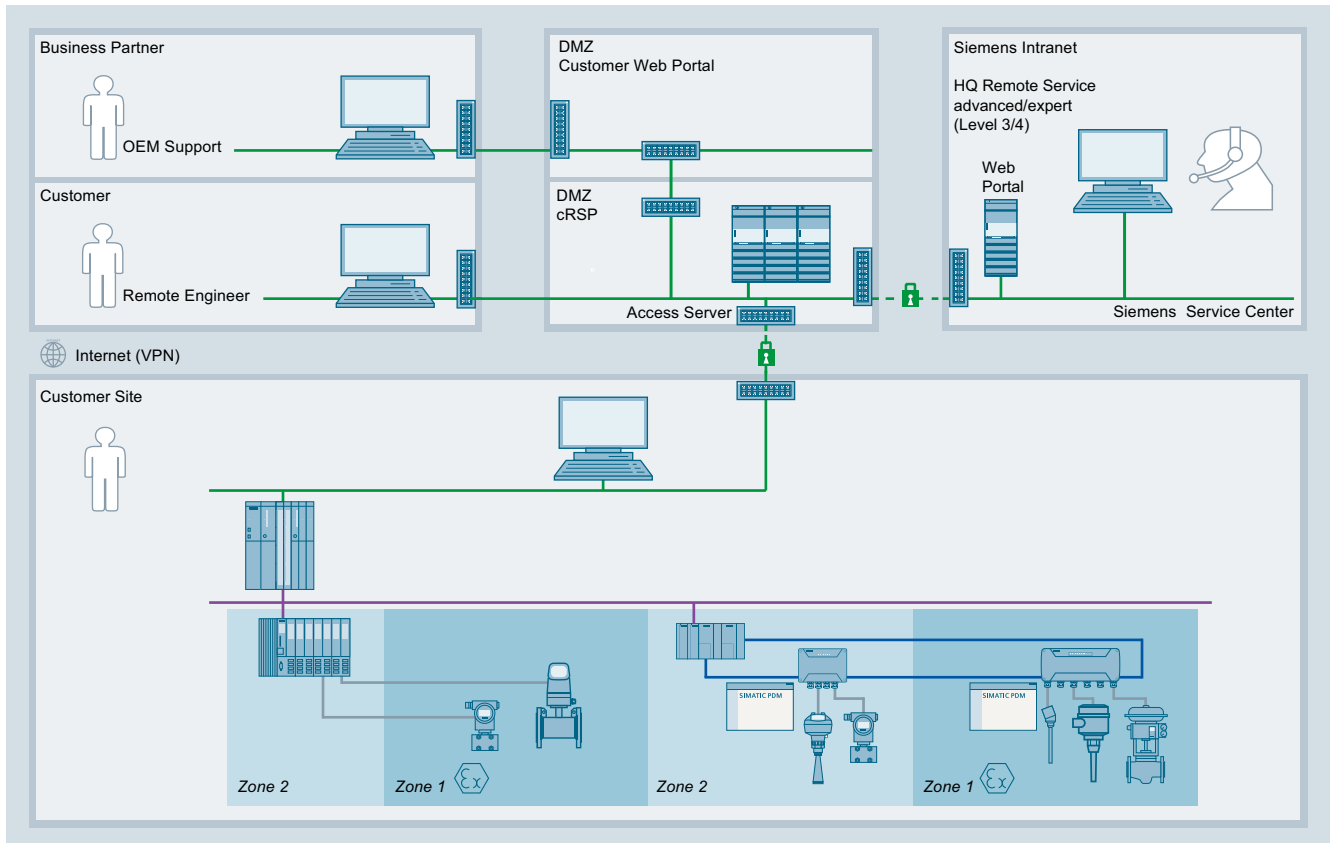 Business Partner
OEM Support
Customer
Remote Engineer
DMZ
Customer Web Portal
DMZ
cRSP
Access Server
Siemens Intranet
HQ Remote Service
advanced/expert
(Level 3/4)
Web
Portal
Siemens Service Center
Internet (VPN)
Customer Site
SIMATIC PDM
SIMATIC PDM
Zone 2
Zone 1
Ex
Zone 2
Zone 1
Ex